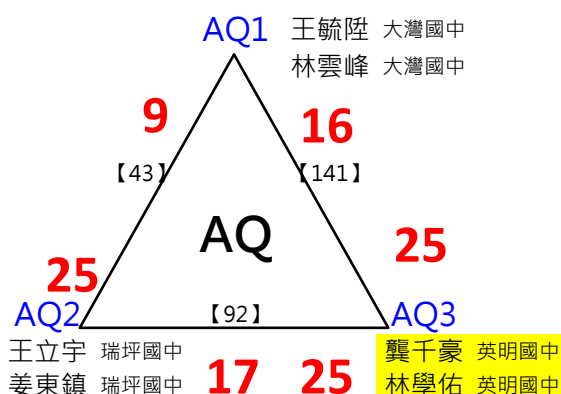 AQ1 王毓陞 大灣國中
林雲峰 大灣國中
9 16
【43】 【141】
AQ
25 25
AQ2 【92】 AQ3
王立宇 瑞坪國中 龔千豪 英明國中
姜東鎮 瑞坪國中 17 25 林學佑 英明國中